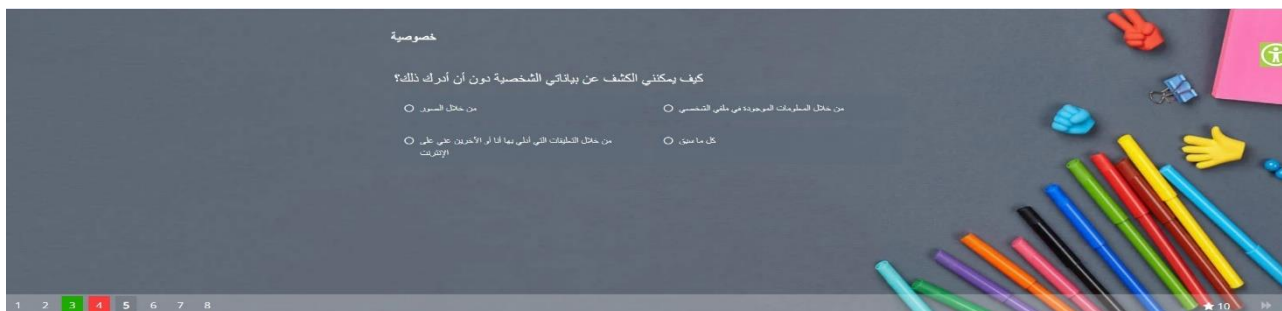 خصوصية
كيف يمكنني الكشف عن بياناتي الشخصية دون أن أدرك ذلك؟
من خلال المعلومات الموجودة في ملفي الشخصي
من خلال الصور
كل ما سبق
من خلال التعليقات التي أدلي بها أنا أو الآخرين عني على
الإنترنت
1 2 3 4 5 6 7 8
10